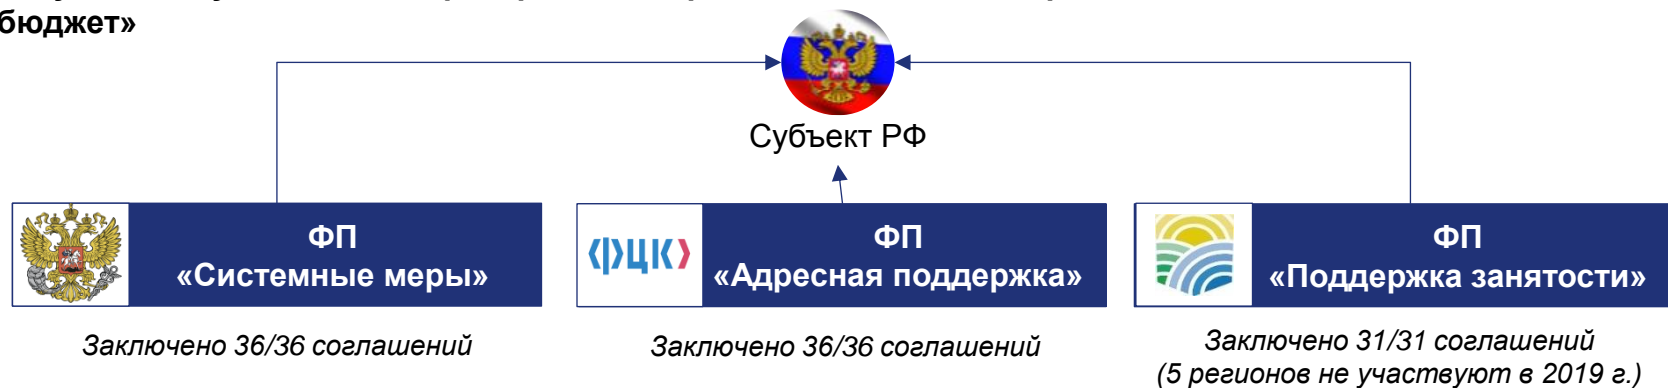 бюджет»
Субъект РФ
ФП
«Системные меры»
ФЦК
ФП
«Адресная поддержка»
ФП
«Поддержка занятости»
Заключено 36/36 соглашений
Заключено 36/36 соглашений
Заключено 31/31 соглашений
(5 регионов не участвуют в 2019 г.)